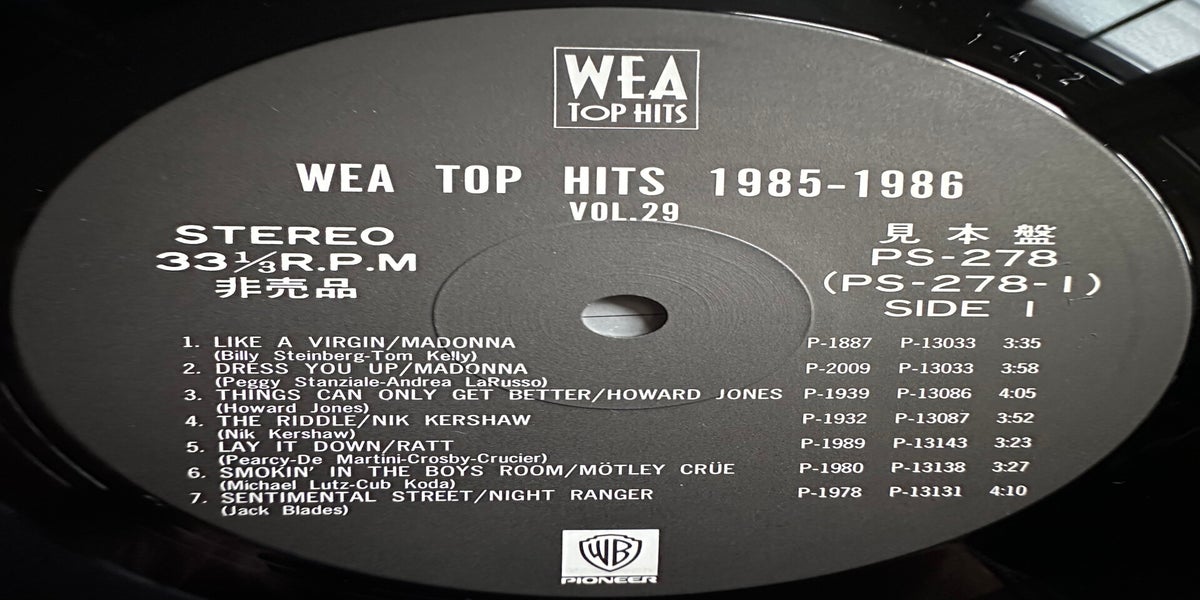 1-A-2
WEA
TOP HITS
WEA TOP HITS 1985-1986
VOL.29
STEREO
33⅓R.P.M
非売品
見本盤
PS-278
(PS-278-1)
SIDE 1
1. LIKE A VIRGIN/MADONNA P-1887 P-13033 3:35
(Billy Steinberg-Tom Kelly)
2. DRESS YOU UP/MADONNA P-2009 P-13033 3:58
(Peggy Stanziale-Andrea LaRusso)
3. THINGS CAN ONLY GET BETTER/HOWARD JONES P-1939 P-13086 4:05
(Howard Jones)
4. THE RIDDLE/NIK KERSHAW P-1932 P-13087 3:52
(Nik Kershaw)
5. LAY IT DOWN/RATT P-1989 P-13143 3:23
(Pearcy-De Martini-Crosby-Crucier)
6. SMOKIN' IN THE BOYS ROOM/MÖTLEY CRÜE P-1980 P-13138 3:27
(Michael Lutz-Cub Koda)
7. SENTIMENTAL STREET/NIGHT RANGER P-1978 P-13131 4:10
(Jack Blades)
WB
PIONEER